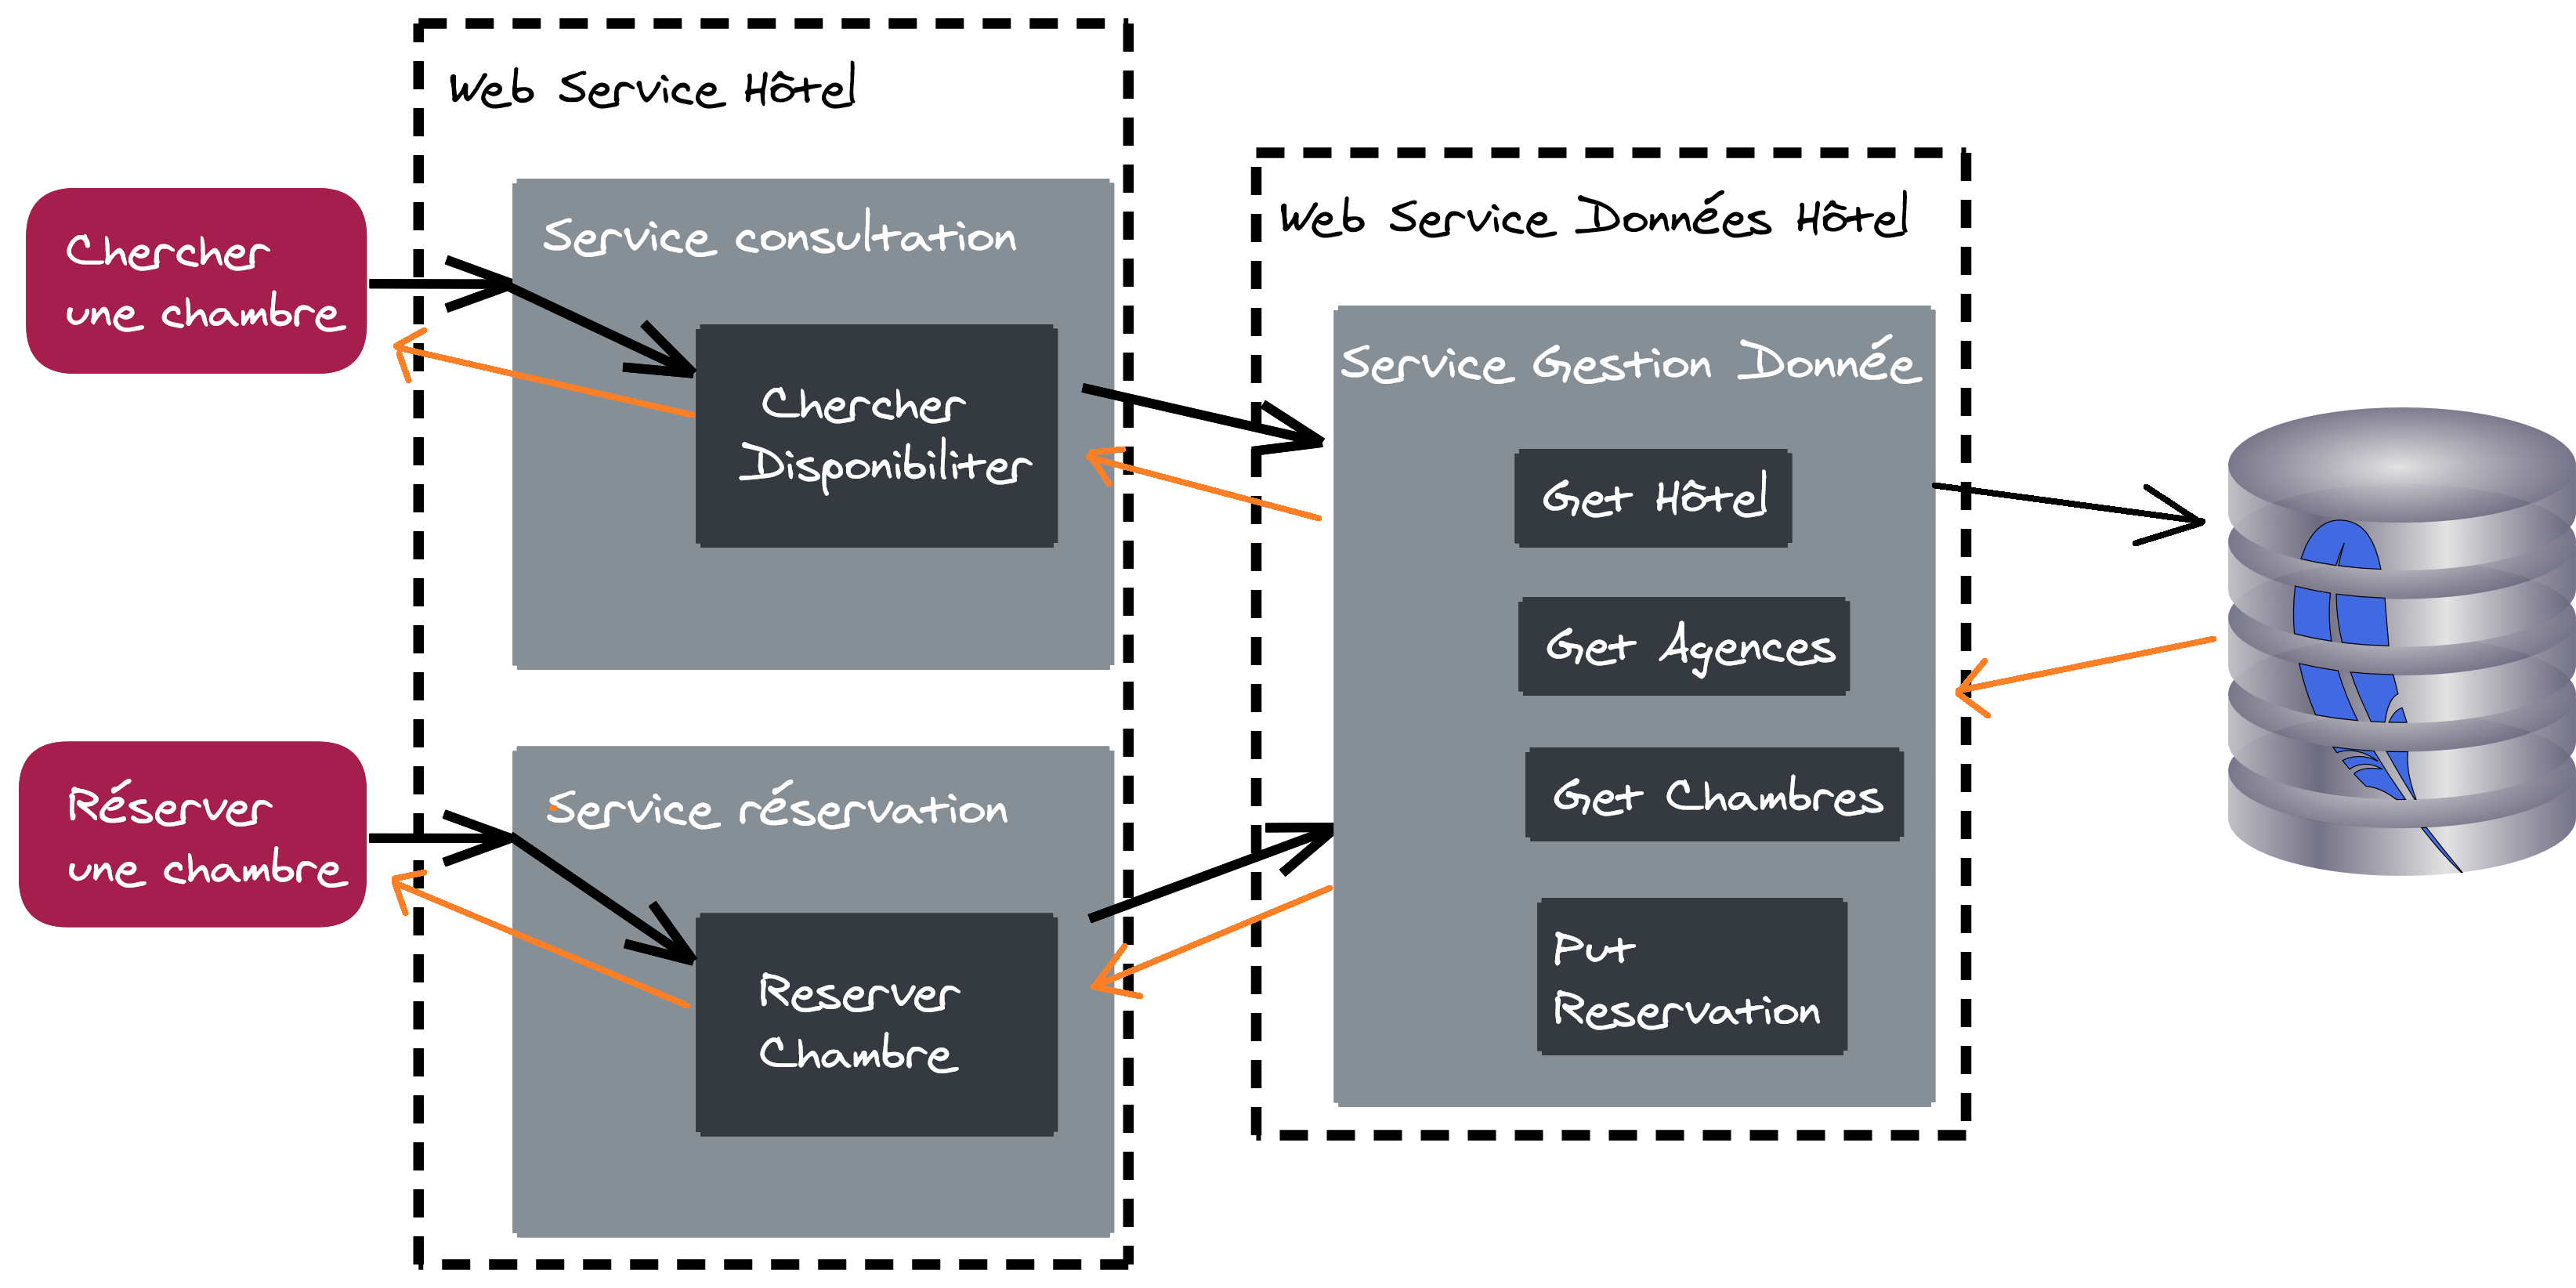 Web Service Hôtel
Chercher
une chambre
Service consultation
Chercher
Disponibiliter
Réserver
une chambre
Service réservation
Reserver
Chambre
Web Service Données Hôtel
Service Gestion Donnée
Get Hôtel
Get Agences
Get Chambres
Put
Reservation